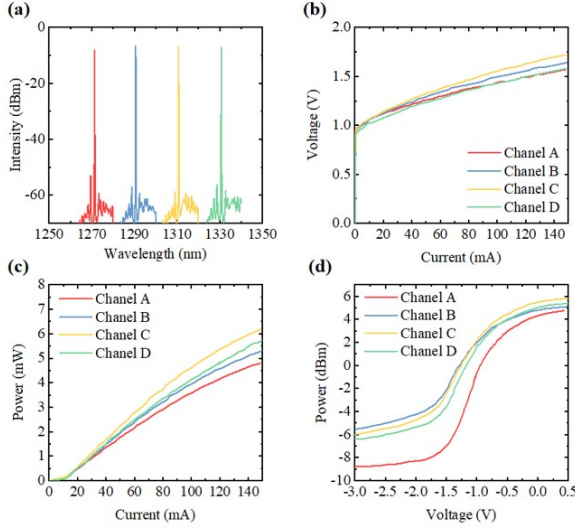 (a)
0
-20
-40
-60
Intensity (dBm)
1250 1270 1290 1310 1330 1350
Wavelength (nm)
(b)
2.0
1.5
1.0
0.5
0.0
Voltage (V)
Chanel A
Chanel B
Chanel C
Chanel D
0 20 40 60 80 100 120 140
Current (mA)
(c)
8
7
6
5
4
3
2
1
0
Power (mW)
Chanel A
Chanel B
Chanel C
Chanel D
0 20 40 60 80 100 120 140
Current (mA)
(d)
6
4
2
0
-2
-4
-6
-8
-10
Power (dBm)
Chanel A
Chanel B
Chanel C
Chanel D
-3.0 -2.5 -2.0 -1.5 -1.0 -0.5 0.0 0.5
Voltage (V)